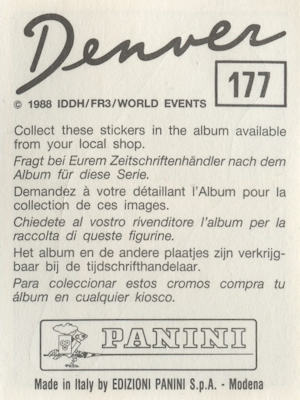 Denver
177
© 1988 IDDH/FR3/WORLD EVENTS
Collect these stickers in the album available
from your local shop.
Fragt bei Eurem Zeitschriftenhändler nach dem
Album für diese Serie.
Demandez à votre détaillant l'Album pour la
collection de ces images.
Chiedete al vostro rivenditore l'album per la
raccolta di queste figurine.
Het album en de andere plaatjes zijn verkrijg-
baar bij de tijdschrifthandelaar.
Para coleccionar estos cromos compra tu
álbum en cualquier kiosco.
PANINI
Made in Italy by EDIZIONI PANINI S.p.A. - Modena